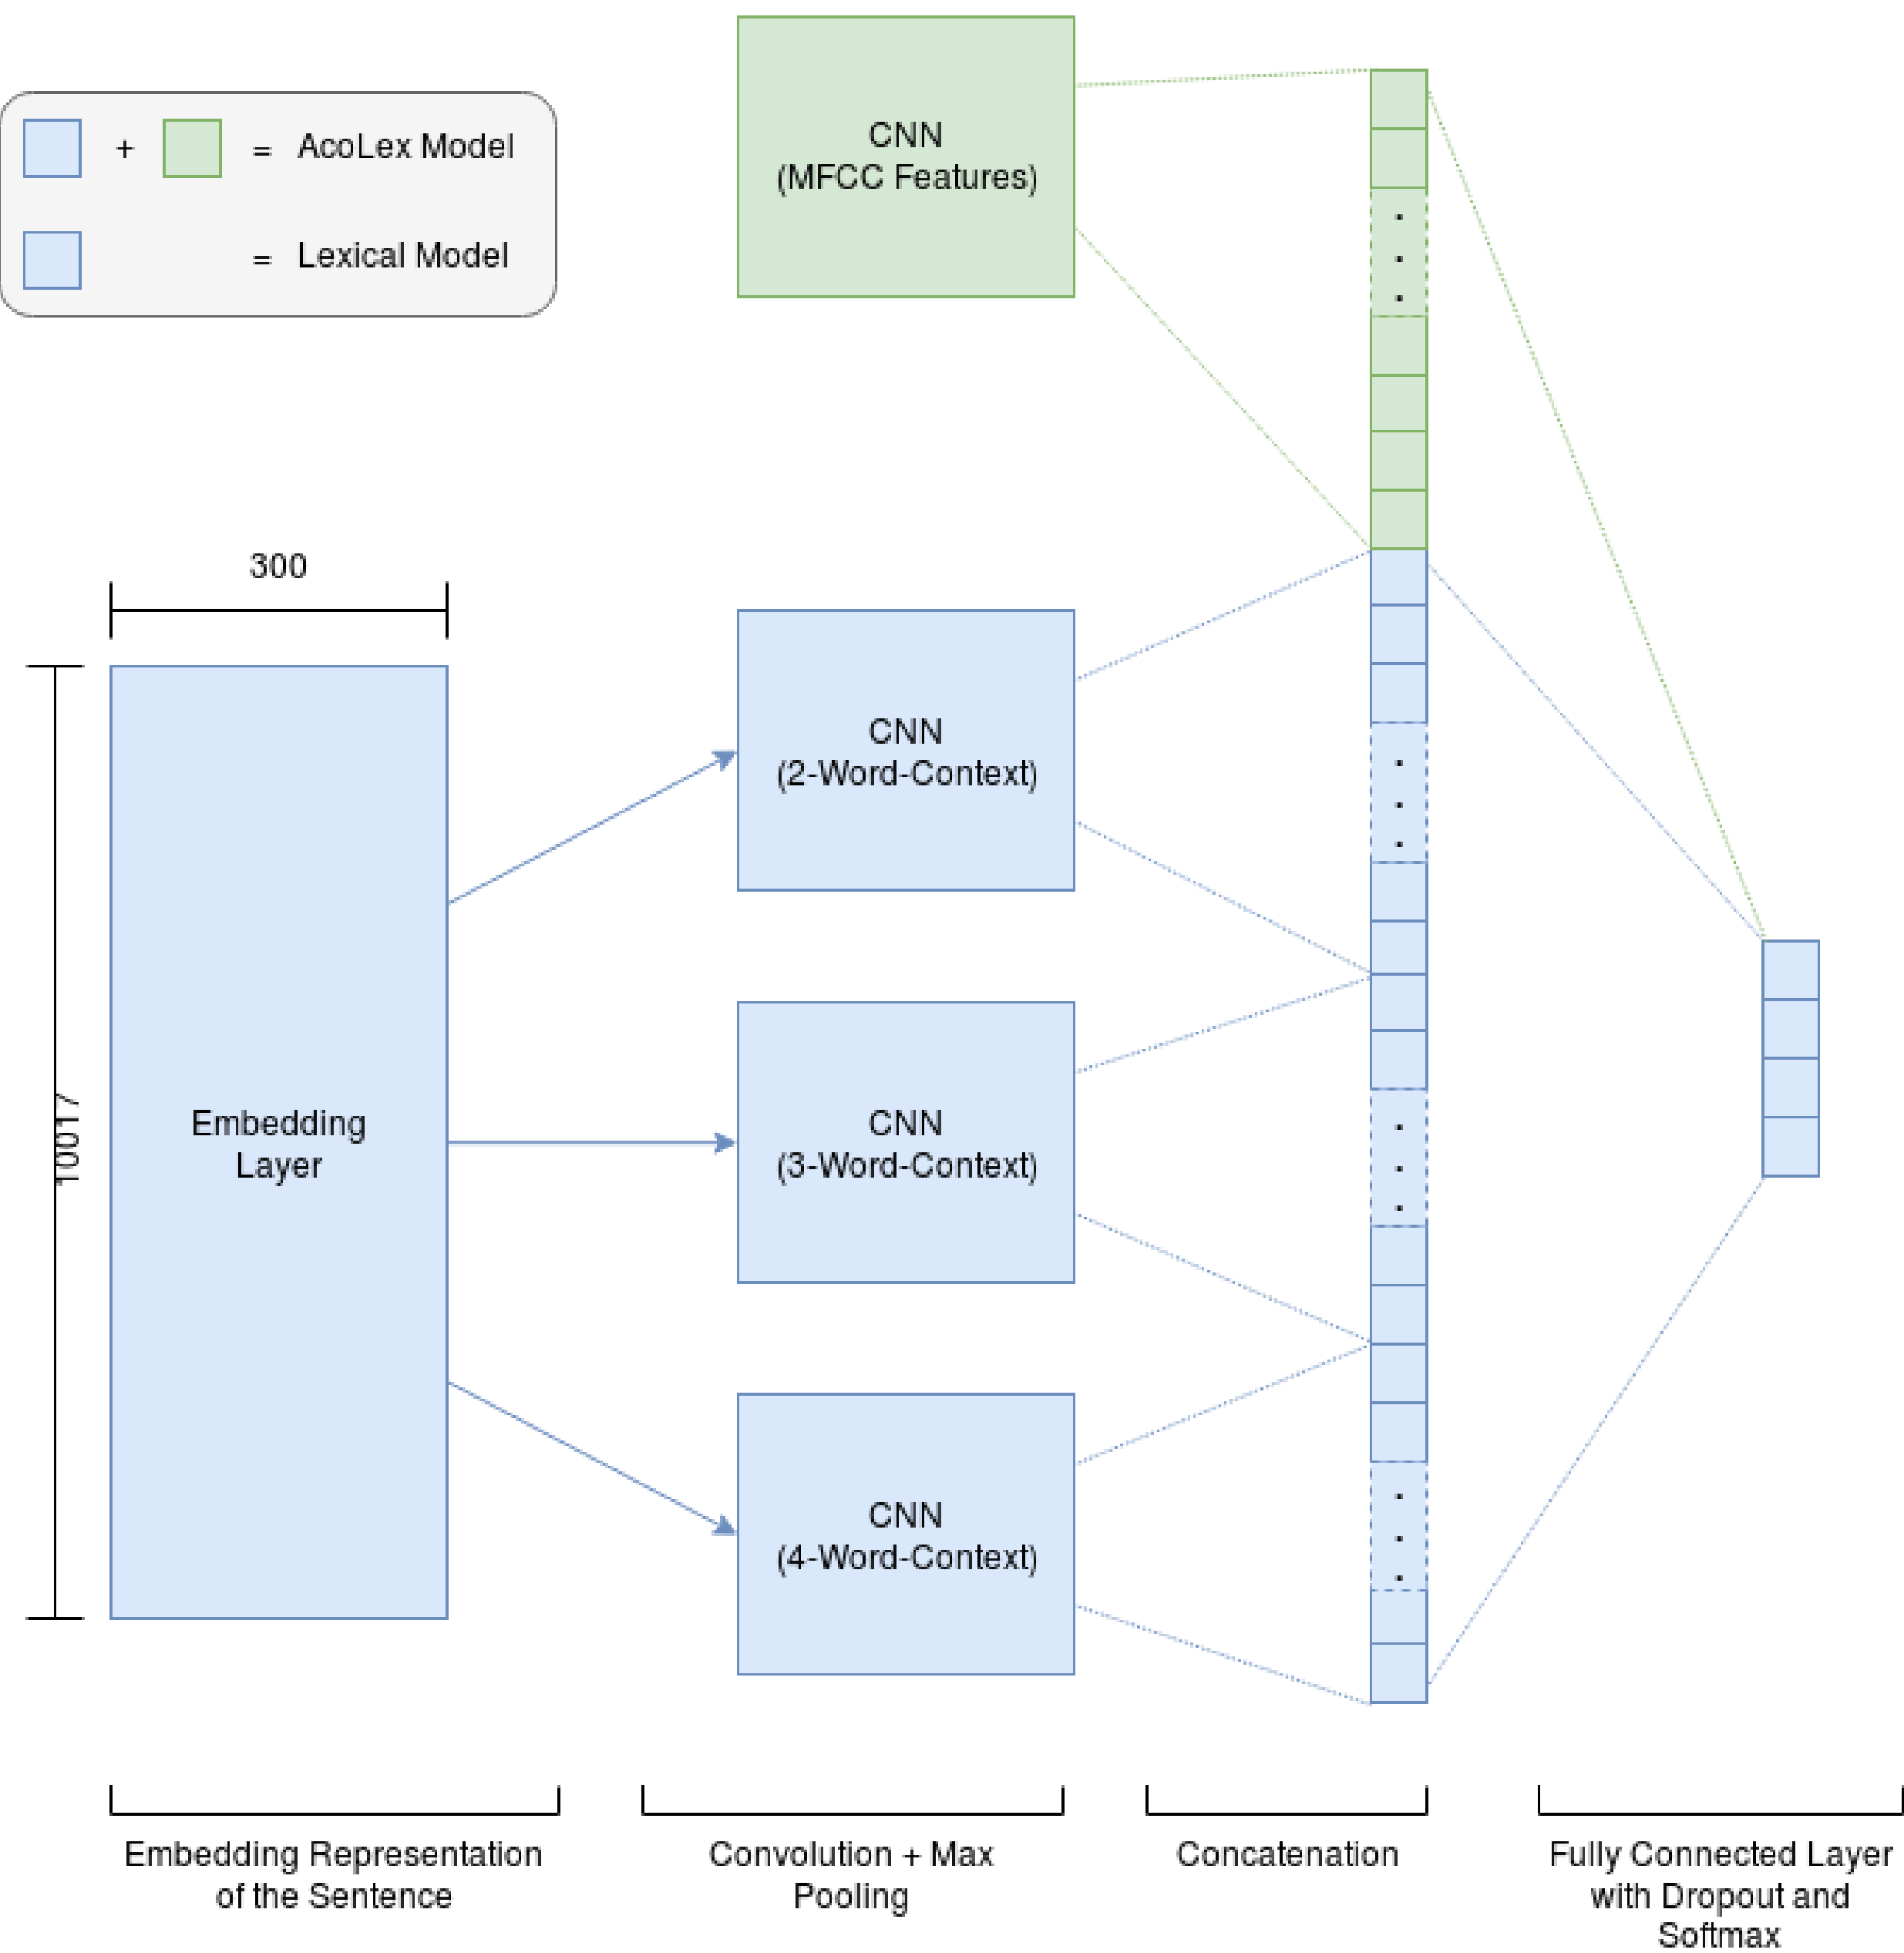 CNN
(MFCC Features)
+ = AcoLex Model
= Lexical Model
300
10017
Embedding
Layer
CNN
(2-Word-Context)
CNN
(3-Word-Context)
CNN
(4-Word-Context)
Embedding Representation
of the Sentence
Convolution + Max
Pooling
Concatenation
Fully Connected Layer
with Dropout and
Softmax